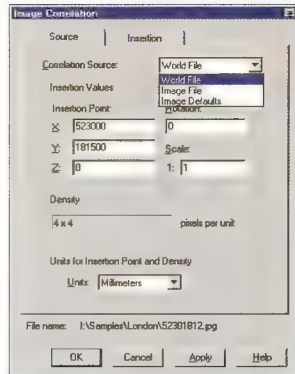 Image Correlation
Source Insertion
Correlation Source: World File
World File
Image File
Image Defaults
Insertion Values
Insertion Point: Rotation:
X: 523000 0
Y: 181500 Scale:
Z: 0 1: 1
Density
4 x 4 pixels per unit
Units for Insertion Point and Density
Units: Millimeters
File name: I:\Samples\London\52301812.jpg
OK Cancel Apply Help